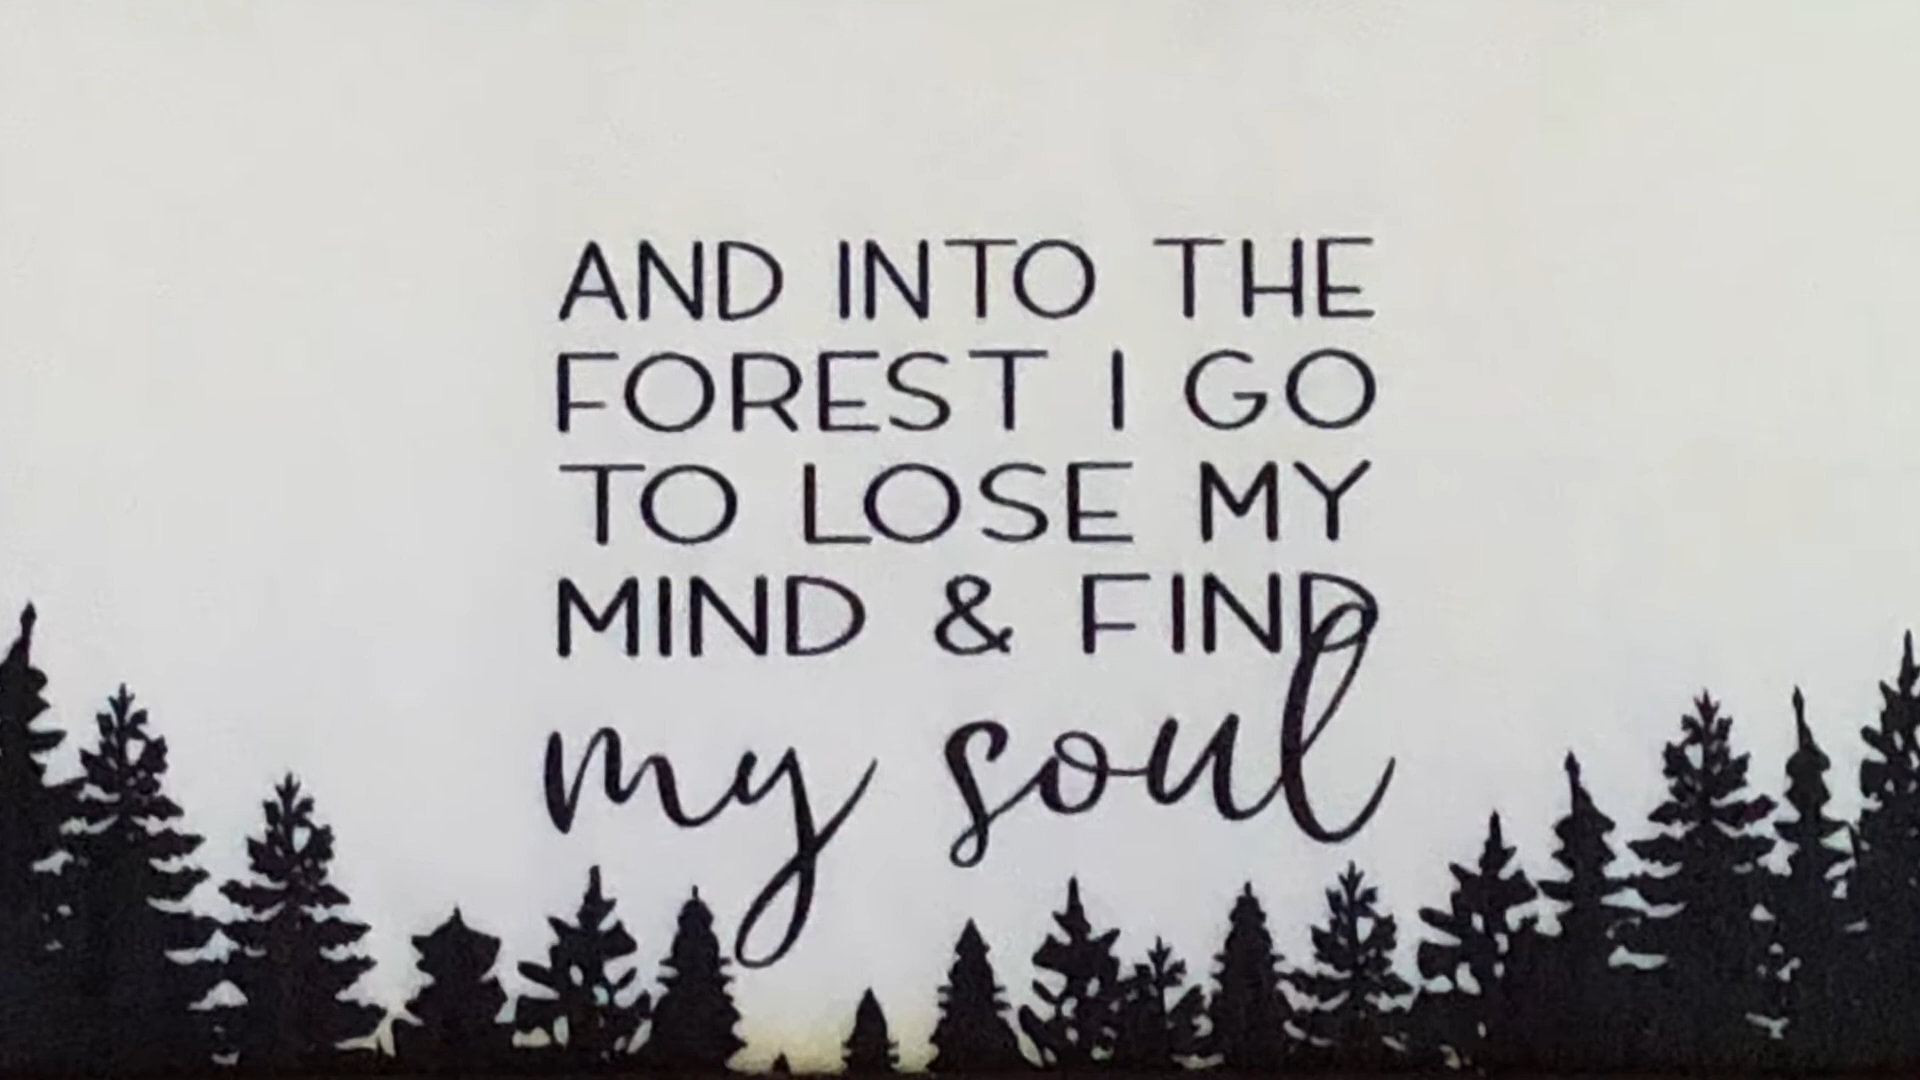 AND INTO THE
FOREST I GO
TO LOSE MY
MIND & FIND
my soul